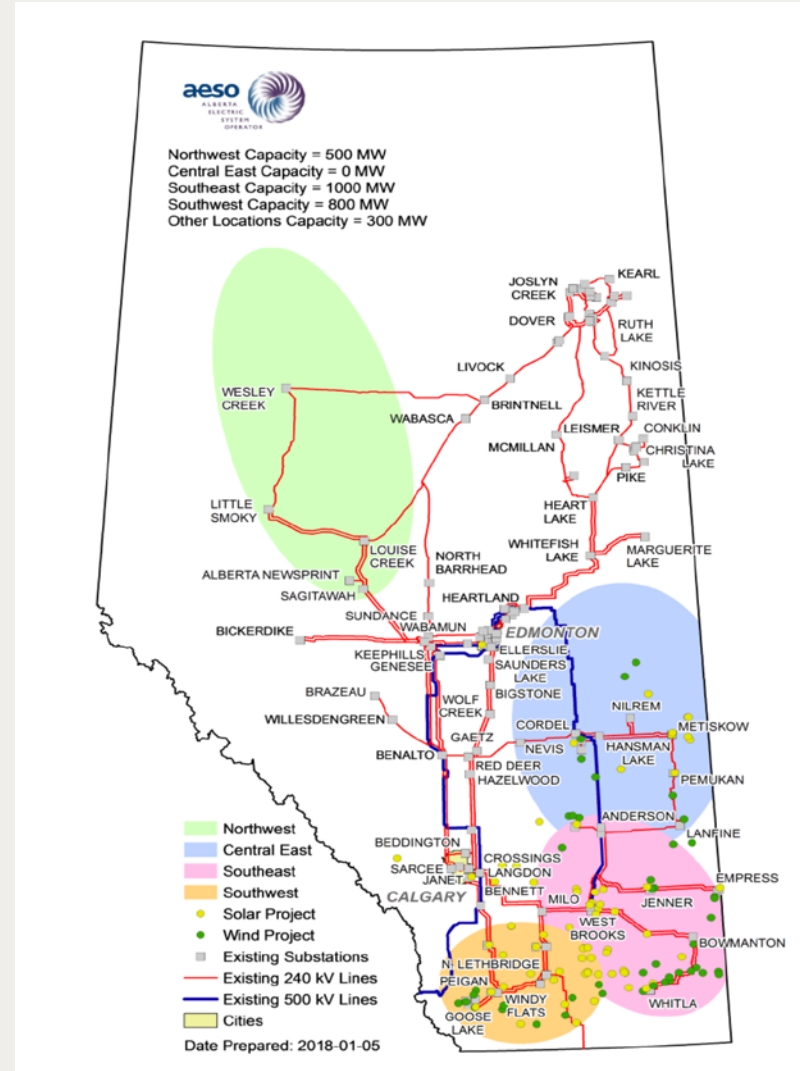 aeso
ALBERTA
ELECTRIC
SYSTEM
OPERATOR
Northwest Capacity = 500 MW
Central East Capacity = 0 MW
Southeast Capacity = 1000 MW
Southwest Capacity = 800 MW
Other Locations Capacity = 300 MW
KEARL
JOSLYN
CREEK
DOVER
RUTH
LAKE
LIVOCK
KINOSIS
WESLEY
CREEK
KETTLE
RIVER
BRINTNELL
WABASCA
LEISMER
CONKLIN
MCMILLAN
CHRISTINA
LAKE
PIKE
LITTLE
SMOKY
HEART
LAKE
LOUISE
CREEK
WHITEFISH
LAKE
MARGUERITE
LAKE
NORTH
BARRHEAD
ALBERTA NEWSPRINT
SAGITAWAH
HEARTLAND
SUNDANCE
WABAMUN
BICKERDIKE
EDMONTON
KEEPHILLS
GENESEE
ELLERSLIE
SAUNDERS
LAKE
BRAZEAU
WOLF
CREEK
BIGSTONE
WILLESDENGREEN
NILREM
CORDEL
METISKOW
GAETZ
NEVIS
HANSMAN
LAKE
BENALTO
RED DEER
HAZELWOOD
PEMUKAN
ANDERSON
LANFINE
Northwest
Central East
Southeast
Southwest
Solar Project
Wind Project
Existing Substations
Existing 240 kV Lines
Existing 500 kV Lines
Cities
Date Prepared: 2018-01-05
BEDDINGTON
CROSSINGS
SARCEE
LANGDON
JANET
BENNETT
CALGARY
EMPRESS
MILO
JENNER
WEST
BROOKS
BOWMANTON
N. LETHBRIDGE
PEIGAN
WINDY
FLATS
WHITLA
GOOSE
LAKE